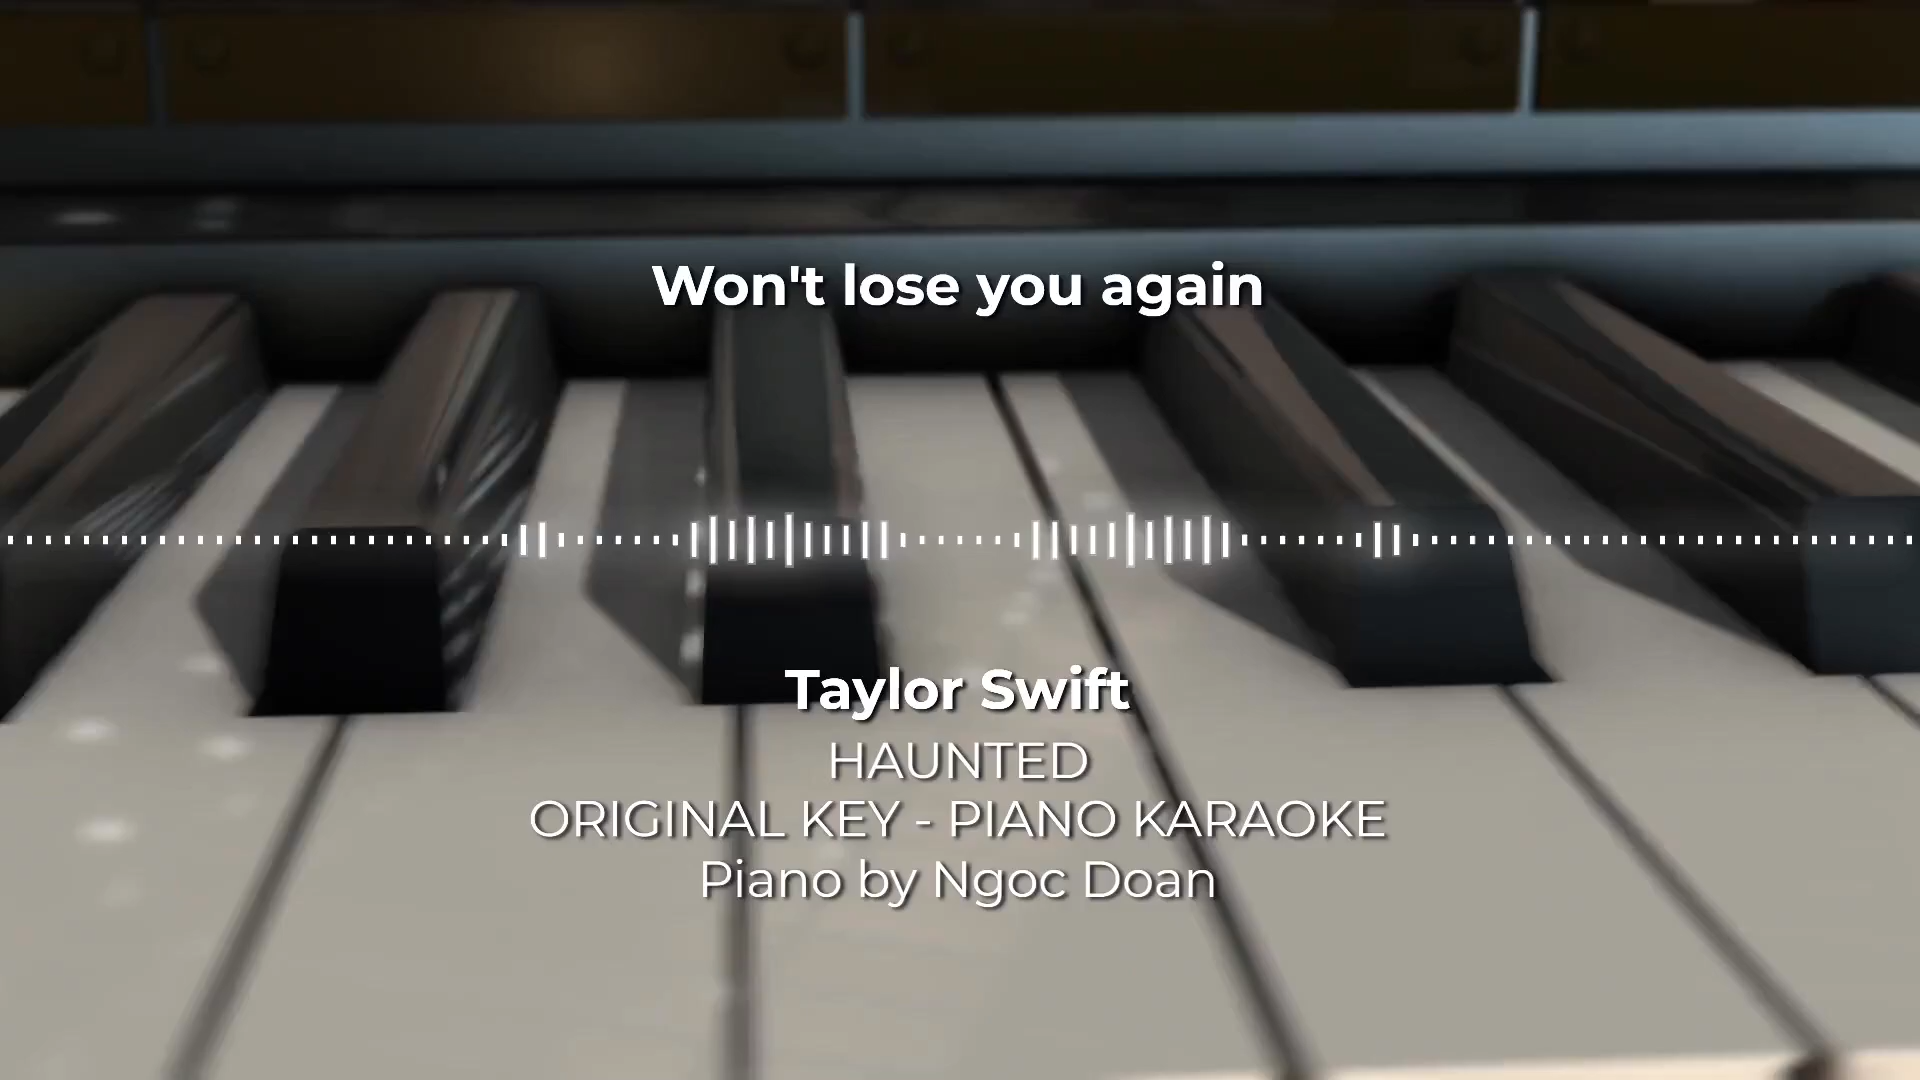 Won't lose you again
Taylor Swift
HAUNTED
ORIGINAL KEY - PIANO KARAOKE
Piano by Ngoc Doan